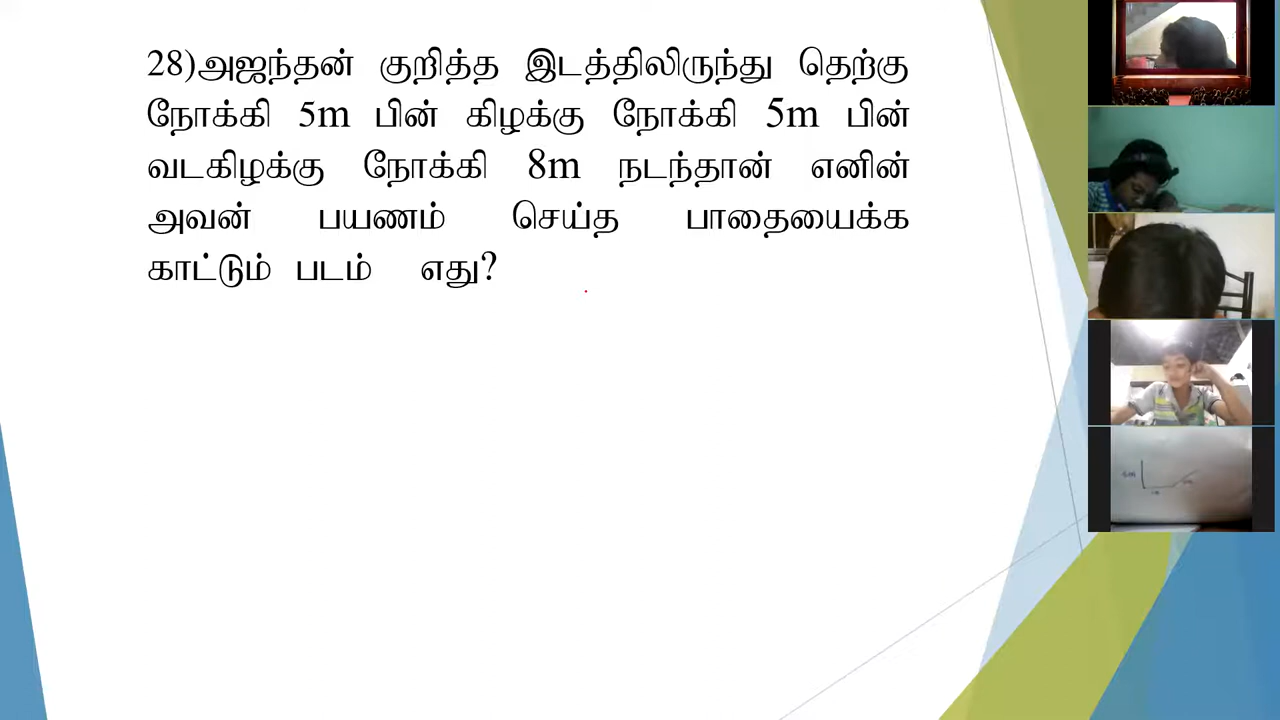 28)அஜந்தன் குறித்த இடத்திலிருந்து தெற்கு
நோக்கி 5m பின் கிழக்கு நோக்கி 5m பின்
வடகிழக்கு நோக்கி 8m நடந்தான் எனின்
அவன் பயணம் செய்த பாதையைக்க
காட்டும் படம் எது?